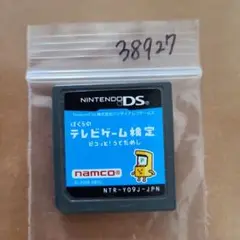 38927
NINTENDO DS
ぼくらの
テレビゲーム検定
ピコッと!うでだめし
namco
NTR-YQ9J-JPN